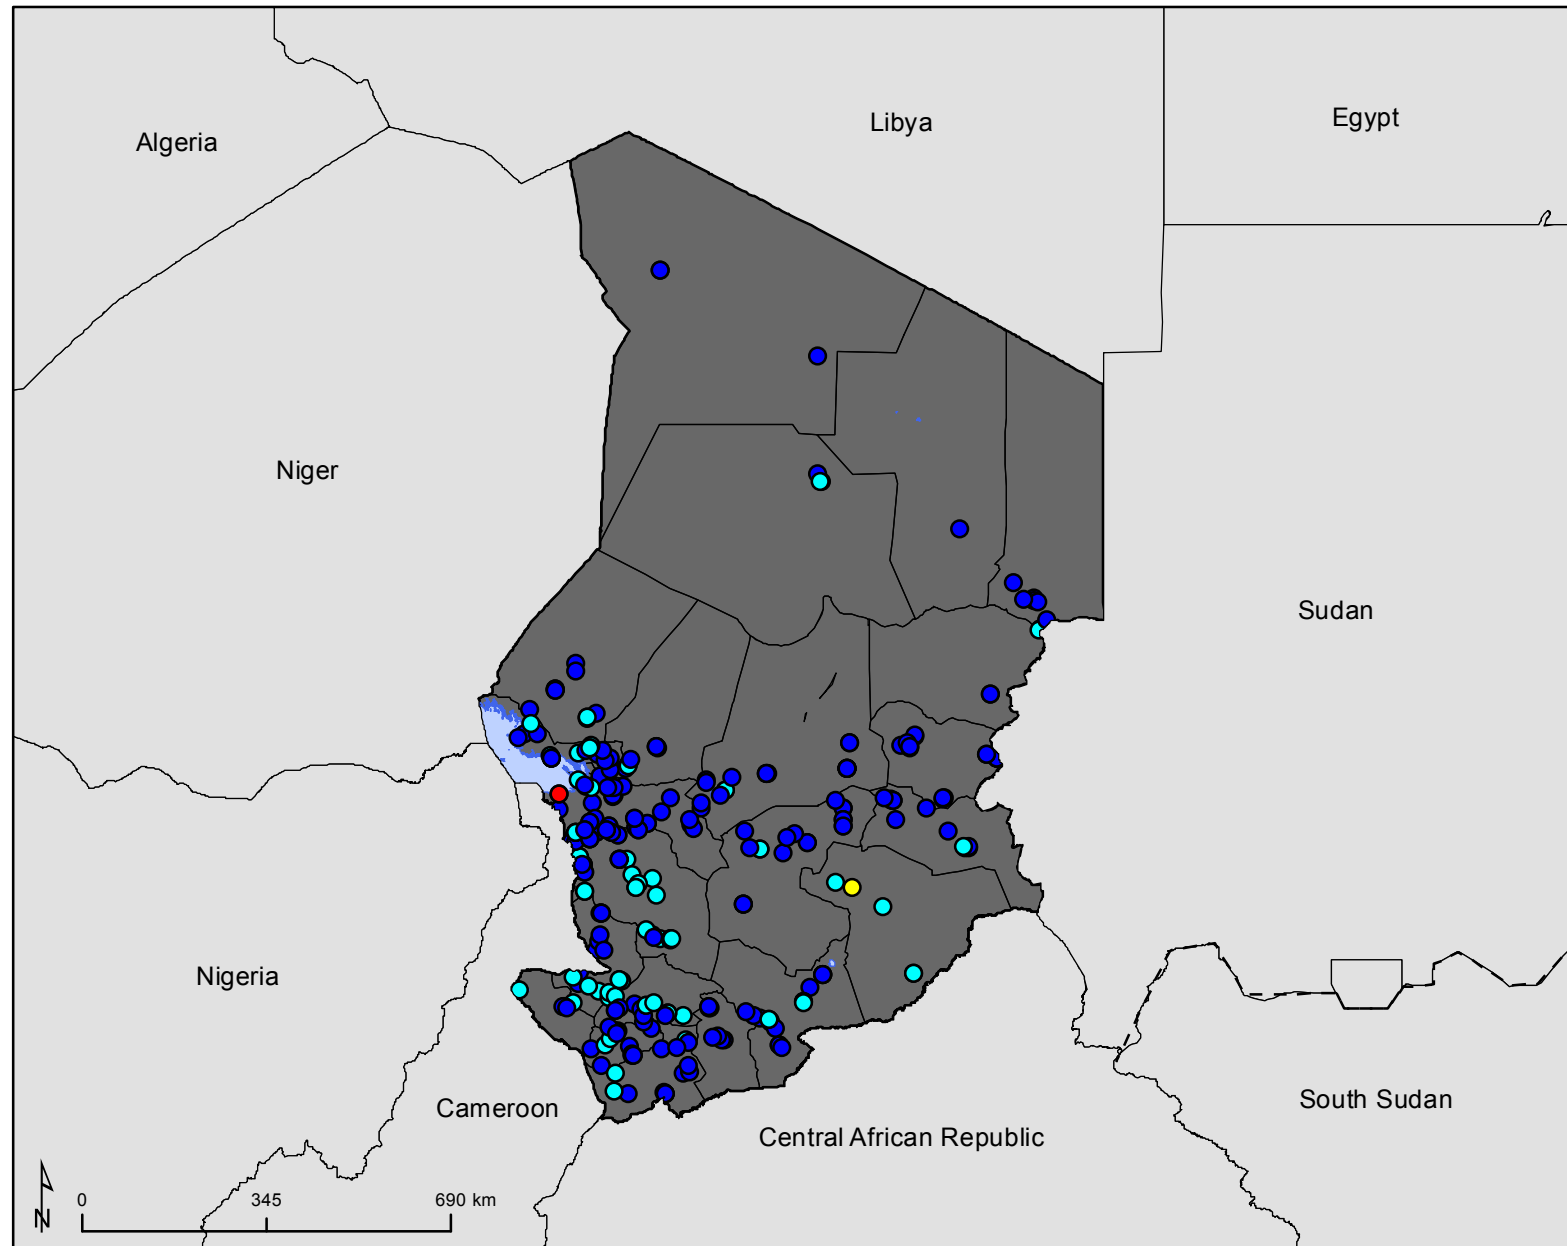 Libya
Egypt
Algeria
Niger
Sudan
Nigeria
Cameroon
Central African Republic
South Sudan
N
0
345
690 km